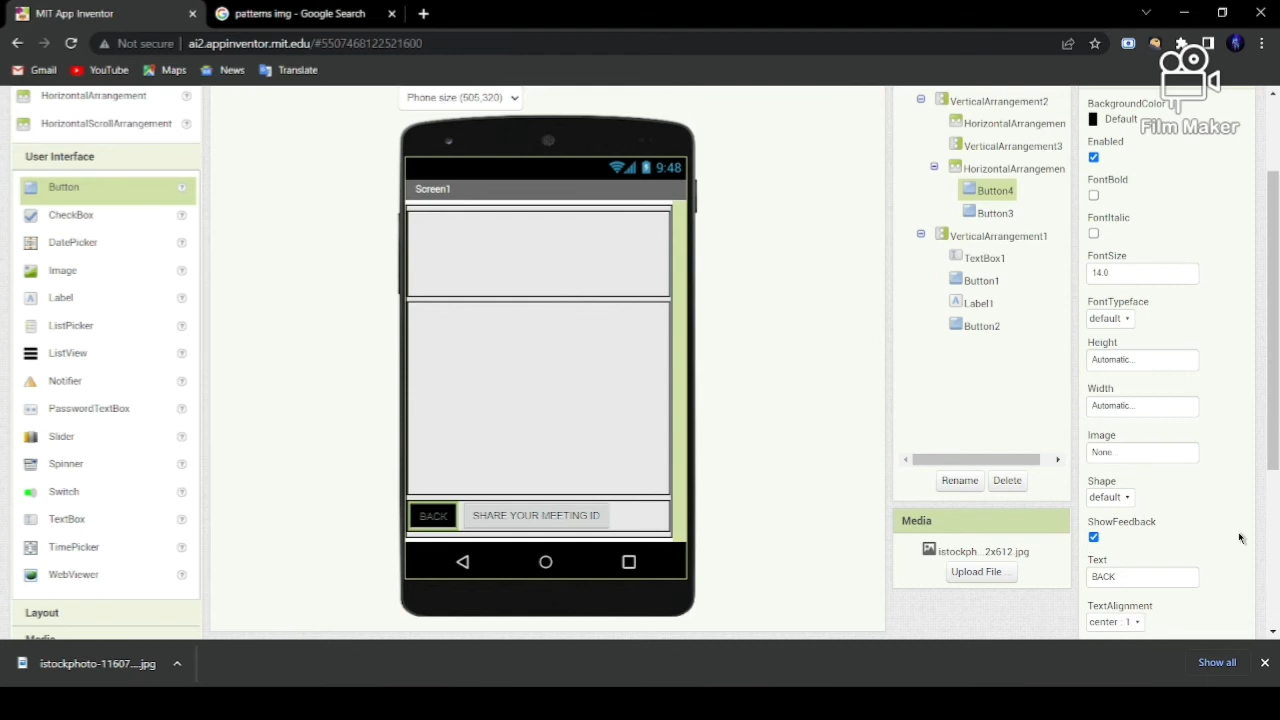 MIT App Inventor
patterns img - Google Search
Not secure
ai2.appinventor.mit.edu/#5507468122521600
Gmail
YouTube
Maps
News
Translate
Film Maker
HorizontalArrangement
HorizontalScrollArrangement
User Interface
Button
CheckBox
DatePicker
Image
Label
ListPicker
ListView
Notifier
PasswordTextBox
Slider
Spinner
Switch
TextBox
TimePicker
WebViewer
Layout
Media
Phone size (505,320)
9:48
Screen1
BACK
SHARE YOUR MEETING ID
VerticalArrangement2
HorizontalArrangemen
VerticalArrangement3
HorizontalArrangemen
Button4
Button3
VerticalArrangement1
TextBox1
Button1
Label1
Button2
Rename
Delete
Media
istockph...2x612.jpg
Upload File ...
BackgroundColor
Default
Enabled
FontBold
FontItalic
FontSize
14.0
FontTypeface
default
Height
Automatic...
Width
Automatic...
Image
None...
Shape
default
ShowFeedback
Text
BACK
TextAlignment
center : 1
istockphoto-11607....jpg
Show all